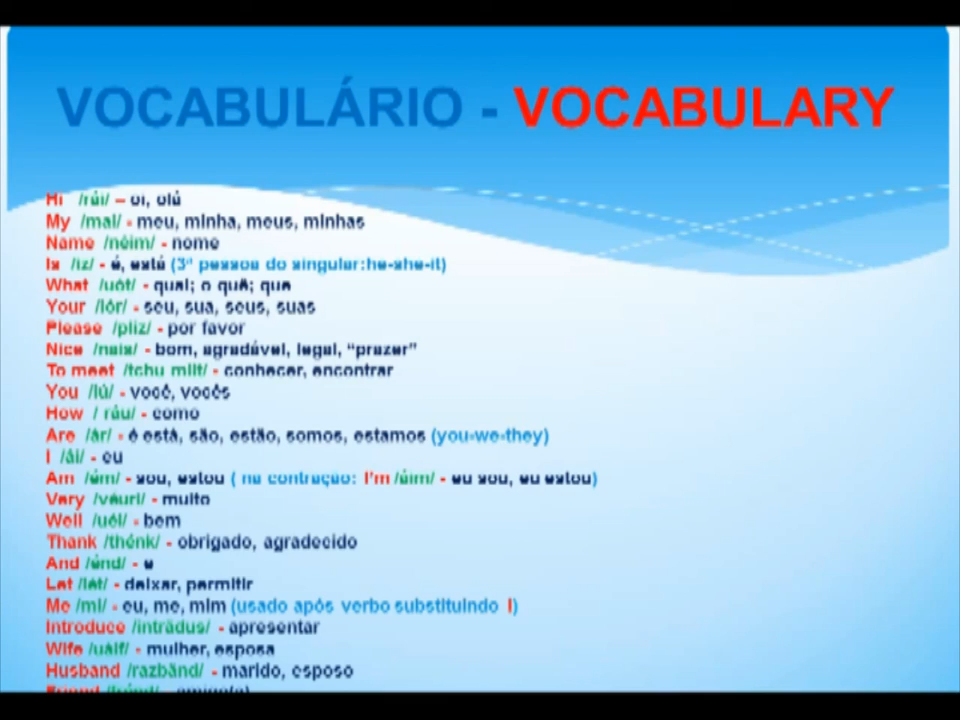 VOCABULÁRIO - VOCABULARY
Hi /rái/ – oi, olá
My /mai/ - meu, minha, meus, minhas
Name /nêim/ - nome
Is /iz/ - é, está (3ª pessoa do singular:he-she-it)
What /uót/ - qual; o quê; que
Your /iór/ - seu, sua, seus, suas
Please /pliz/ - por favor
Nice /nais/ - bom, agradável, legal, “prazer”
To meet /tchu miit/ - conhecer, encontrar
You /iú/ - você, vocês
How / ráu/ - como
Are /ár/ - é está, são, estão, somos, estamos (you-we-they)
I /ái/ - eu
Am /ém/ - sou, estou ( na contração: I'm /áim/ - eu sou, eu estou)
Very /véuri/ - muito
Well /uél/ - bem
Thank /thénk/ - obrigado, agradecido
And /énd/ - e
Let /lét/ - deixar, permitir
Me /mi/ - eu, me, mim (usado após verbo substituindo I)
Introduce /intrãdus/ - apresentar
Wife /uáif/ - mulher, esposa
Husband /razbãnd/ - marido, esposo